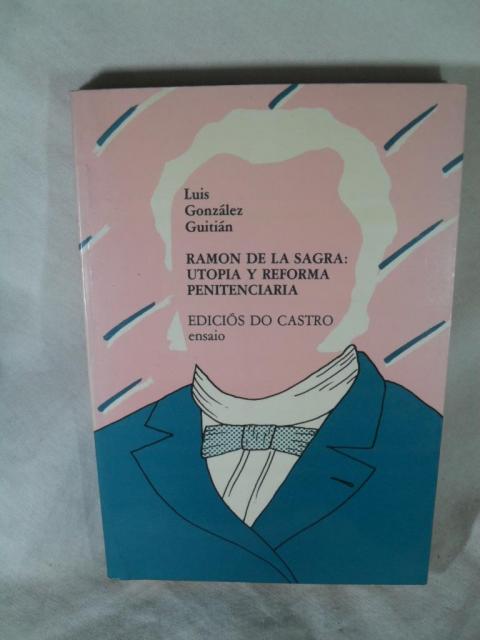 Luis
González
Guitián
RAMON DE LA SAGRA:
UTOPIA Y REFORMA
PENITENCIARIA
EDICIÓS DO CASTRO
ensaio